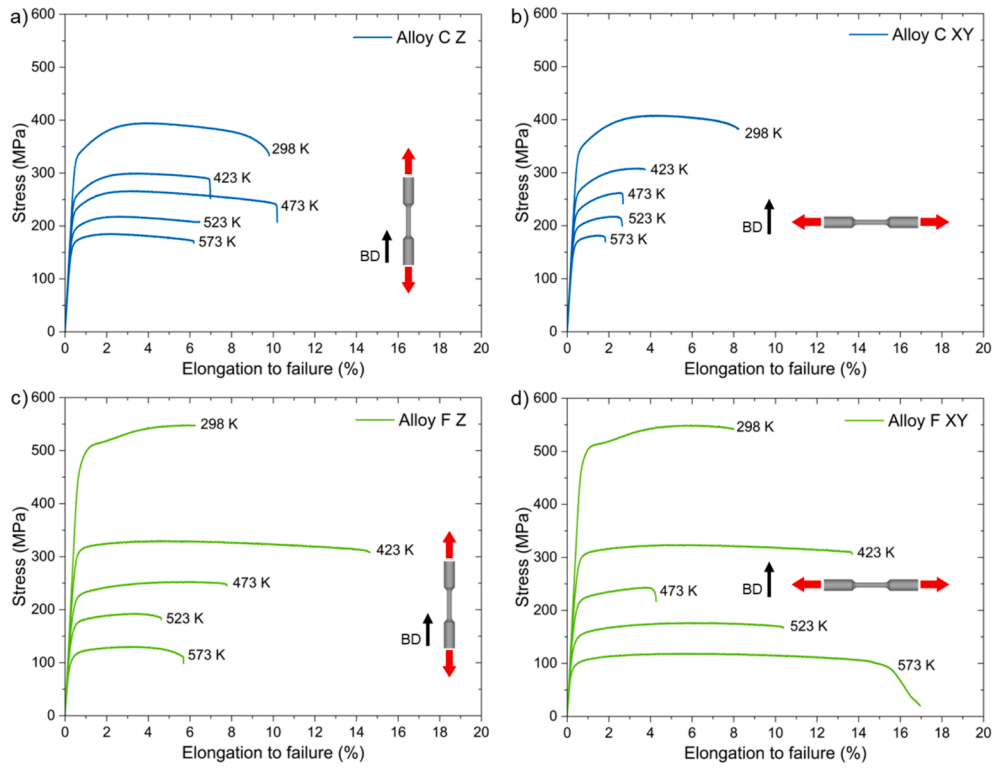 a)
Alloy C Z
600
500
400
300
200
100
0
Stress (MPa)
298 K
423 K
473 K
523 K
573 K
BD
0 2 4 6 8 10 12 14 16 18 20
Elongation to failure (%)
b)
Alloy C XY
600
500
400
300
200
100
0
Stress (MPa)
298 K
423 K
473 K
523 K
573 K
BD
0 2 4 6 8 10 12 14 16 18 20
Elongation to failure (%)
c)
Alloy F Z
600
500
400
300
200
100
0
Stress (MPa)
298 K
423 K
473 K
523 K
573 K
BD
0 2 4 6 8 10 12 14 16 18 20
Elongation to failure (%)
d)
Alloy F XY
600
500
400
300
200
100
0
Stress (MPa)
298 K
423 K
473 K
523 K
573 K
BD
0 2 4 6 8 10 12 14 16 18 20
Elongation to failure (%)